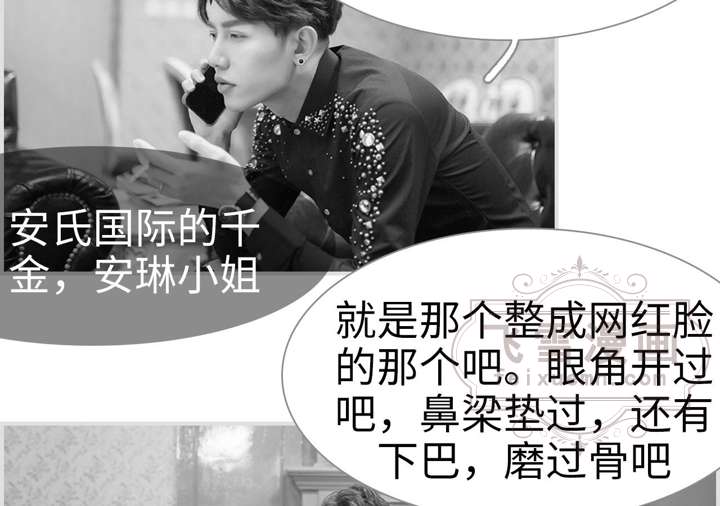 安氏国际的千
金，安琳小姐
就是那个整成网红脸
的那个吧。眼角开过
吧，鼻梁垫过，还有
下巴，磨过骨吧